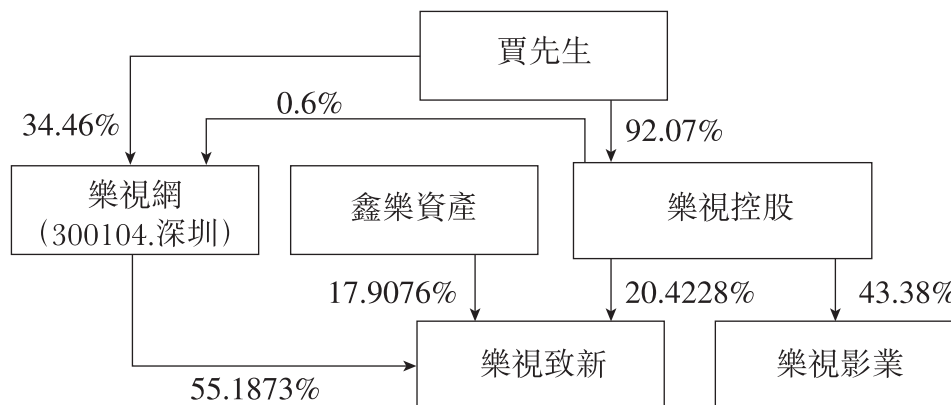 賈先生
0.6%
34.46%
92.07%
樂視網
（300104.深圳）
鑫樂資產
樂視控股
17.9076%
20.4228%
43.38%
樂視致新
樂視影業
55.1873%